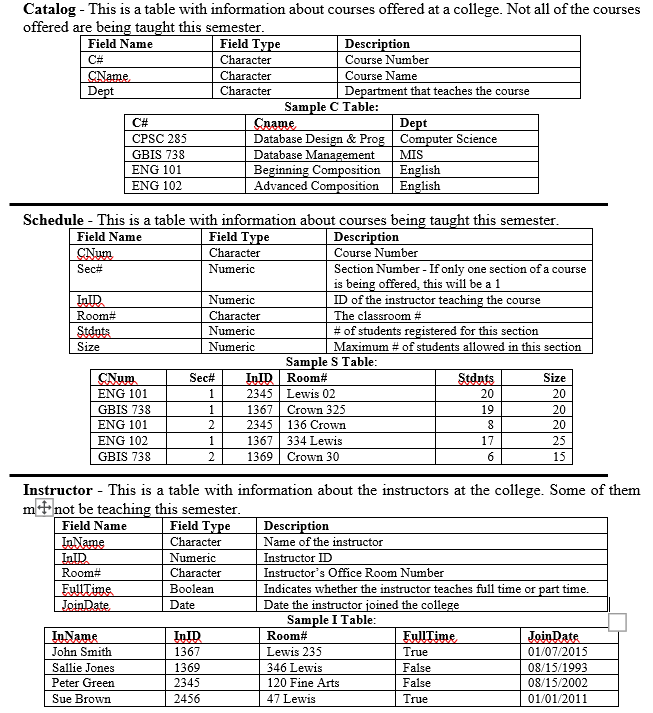 Catalog - This is a table with information about courses offered at a college. Not all of the courses
offered are being taught this semester.
Field Name Field Type Description
C# Character Course Number
CName Character Course Name
Dept Character Department that teaches the course
Sample C Table:
C# Cname Dept
CPSC 285 Database Design & Prog Computer Science
GBIS 738 Database Management MIS
ENG 101 Beginning Composition English
ENG 102 Advanced Composition English
Schedule - This is a table with information about courses being taught this semester.
Field Name Field Type Description
CNum Character Course Number
Sec# Numeric Section Number - If only one section of a course
is being offered, this will be a 1
InID Numeric ID of the instructor teaching the course
Room# Character The classroom #
Stdnts Numeric # of students registered for this section
Size Numeric Maximum # of students allowed in this section
Sample S Table:
CNum Sec# InID Room# Stdnts Size
ENG 101 1 2345 Lewis 02 20 20
GBIS 738 1 1367 Crown 325 19 20
ENG 101 2 2345 136 Crown 8 20
ENG 102 1 1367 334 Lewis 17 25
GBIS 738 2 1369 Crown 30 6 15
Instructor - This is a table with information about the instructors at the college. Some of them
m not be teaching this semester.
Field Name Field Type Description
InName Character Name of the instructor
InID Numeric Instructor ID
Room# Character Instructor's Office Room Number
FullTime Boolean Indicates whether the instructor teaches full time or part time.
JoinDate Date Date the instructor joined the college
Sample I Table:
InName InID Room# FullTime JoinDate
John Smith 1367 Lewis 235 True 01/07/2015
Sallie Jones 1369 346 Lewis False 08/15/1993
Peter Green 2345 120 Fine Arts False 08/15/2002
Sue Brown 2456 47 Lewis True 01/01/2011